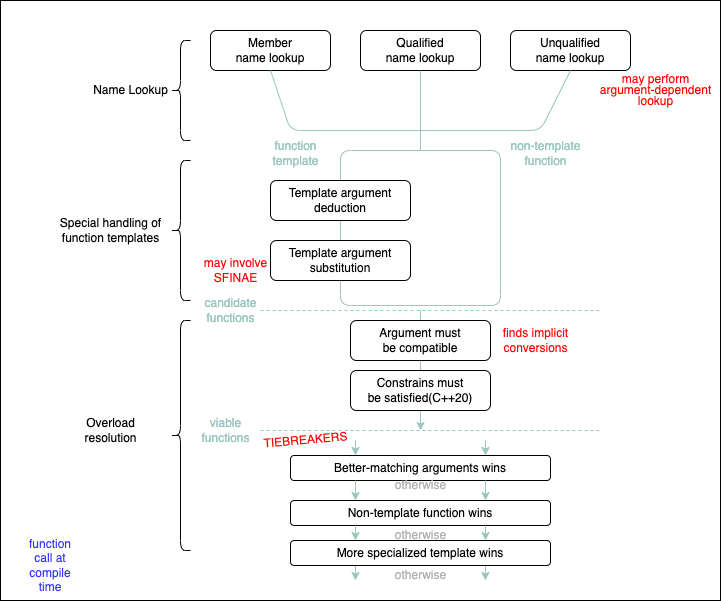 Member
name lookup
Qualified
name lookup
Unqualified
name lookup
Name Lookup
may perform
argument-dependent
lookup
function
template
non-template
function
Template argument
deduction
Special handling of
function templates
Template argument
substitution
may involve
SFINAE
candidate
functions
Argument must
be compatible
finds implicit
conversions
Constrains must
be satisfied(C++20)
Overload
resolution
viable
functions
TIEBREAKERS
Better-matching arguments wins
otherwise
Non-template function wins
otherwise
More specialized template wins
otherwise
function
call at
compile
time